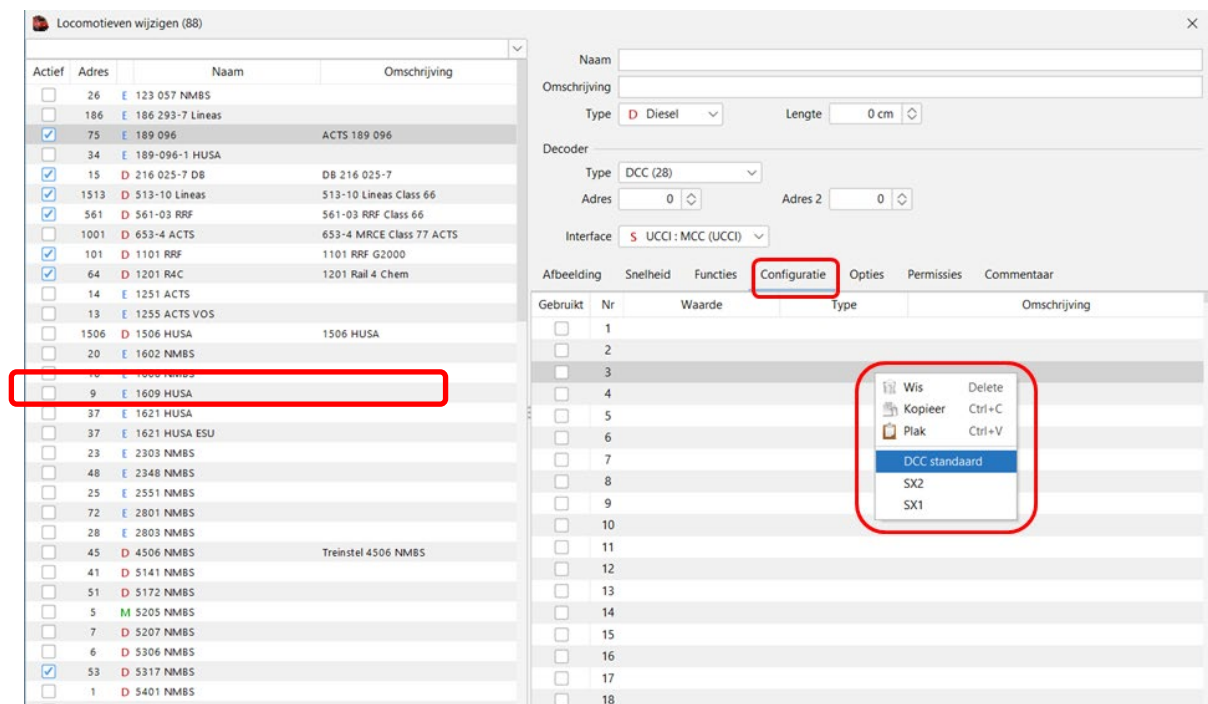 Locomotieven wijzigen (88)
Actief Adres Naam Omschrijving
26 E 123 057 NMBS
186 E 186 293-7 Lineas
75 E 189 096 ACTS 189 096
34 E 189-096-1 HUSA
15 D 216 025-7 DB DB 216 025-7
1513 D 513-10 Lineas 513-10 Lineas Class 66
561 D 561-03 RRF 561-03 RRF Class 66
1001 D 653-4 ACTS 653-4 MRCE Class 77 ACTS
101 D 1101 RRF 1101 RRF G2000
64 D 1201 R4C 1201 Rail 4 Chem
14 E 1251 ACTS
13 E 1255 ACTS VOS
1506 D 1506 HUSA 1506 HUSA
20 E 1602 NMBS
E NMBS
9 E 1609 HUSA
37 E 1621 HUSA
37 E 1621 HUSA ESU
23 E 2303 NMBS
48 E 2348 NMBS
25 E 2551 NMBS
72 E 2801 NMBS
28 E 2803 NMBS
45 D 4506 NMBS Treinstel 4506 NMBS
41 D 5141 NMBS
51 D 5172 NMBS
5 M 5205 NMBS
7 D 5207 NMBS
6 D 5306 NMBS
53 D 5317 NMBS
1 D 5401 NMBS
Naam
Omschrijving
Type D Diesel Lengte 0 cm
Decoder
Type DCC (28)
Adres 0 Adres 2 0
Interface S UCCI : MCC (UCCI)
Afbeelding Snelheid Functies Configuratie Opties Permissies Commentaar
Gebruikt Nr Waarde Type Omschrijving
1
2
3
4
5
6
7
8
9
10
11
12
13
14
15
16
17
18
Wis Delete
Kopieer Ctrl+C
Plak Ctrl+V
DCC standaard
SX2
SX1